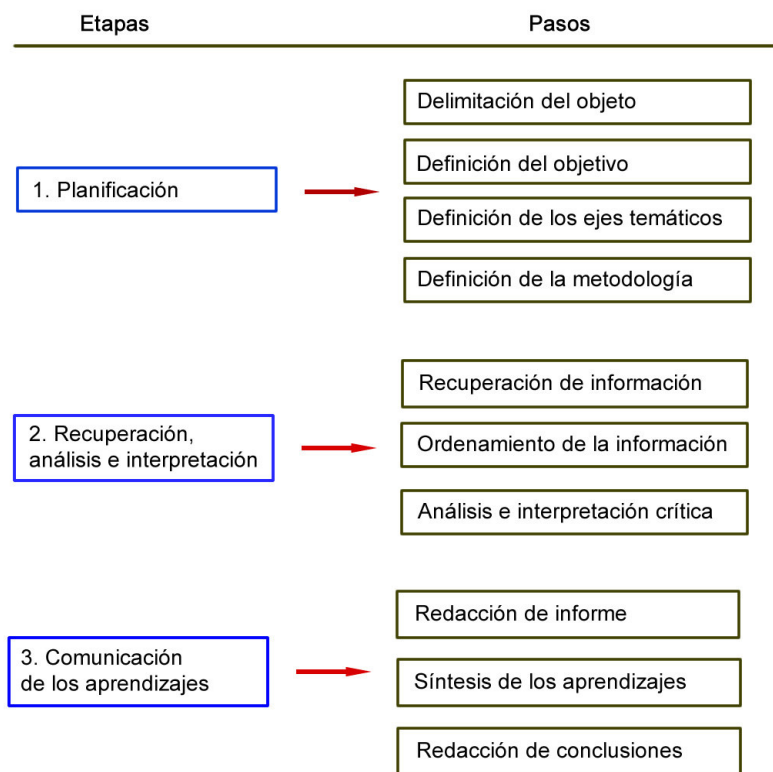 Etapas
Pasos
1. Planificación
Delimitación del objeto
Definición del objetivo
Definición de los ejes temáticos
Definición de la metodología
2. Recuperación,
análisis e interpretación
Recuperación de información
Ordenamiento de la información
Análisis e interpretación crítica
3. Comunicación
de los aprendizajes
Redacción de informe
Síntesis de los aprendizajes
Redacción de conclusiones